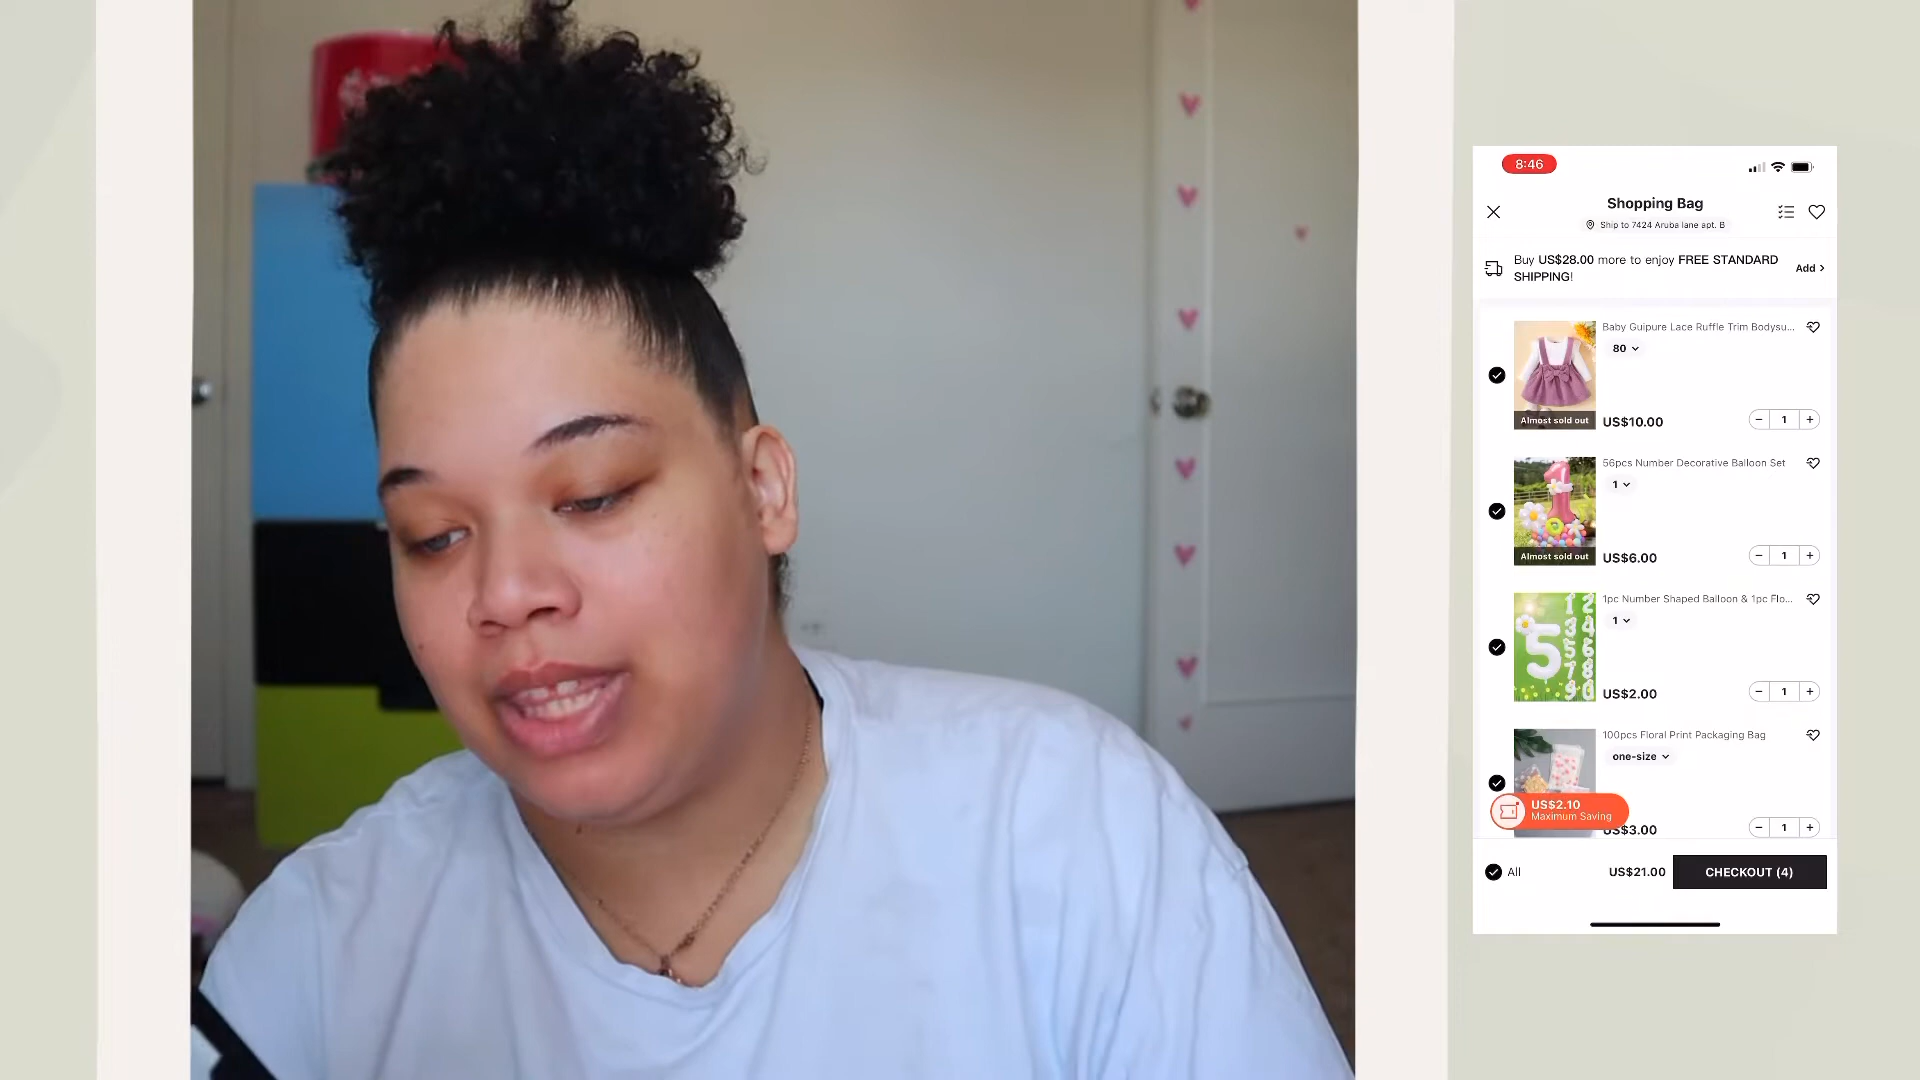 8:46
Shopping Bag
Ship to 7424 Aruba lane apt. B
Buy US$28.00 more to enjoy FREE STANDARD
SHIPPING!
Add >
Baby Guipure Lace Ruffle Trim Bodysu...
80
Almost sold out
US$10.00
- 1 +
56pcs Number Decorative Balloon Set
1
Almost sold out
US$6.00
- 1 +
1pc Number Shaped Balloon & 1pc Flo...
1
5
US$2.00
- 1 +
100pcs Floral Print Packaging Bag
one-size
US$2.10
Maximum Saving
US$3.00
- 1 +
All
US$21.00
CHECKOUT (4)